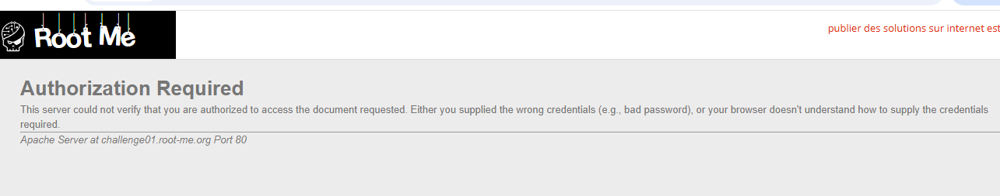 Root Me
publier des solutions sur internet est
Authorization Required
This server could not verify that you are authorized to access the document requested. Either you supplied the wrong credentials (e.g., bad password), or your browser doesn't understand how to supply the credentials
required.
Apache Server at challenge01.root-me.org Port 80